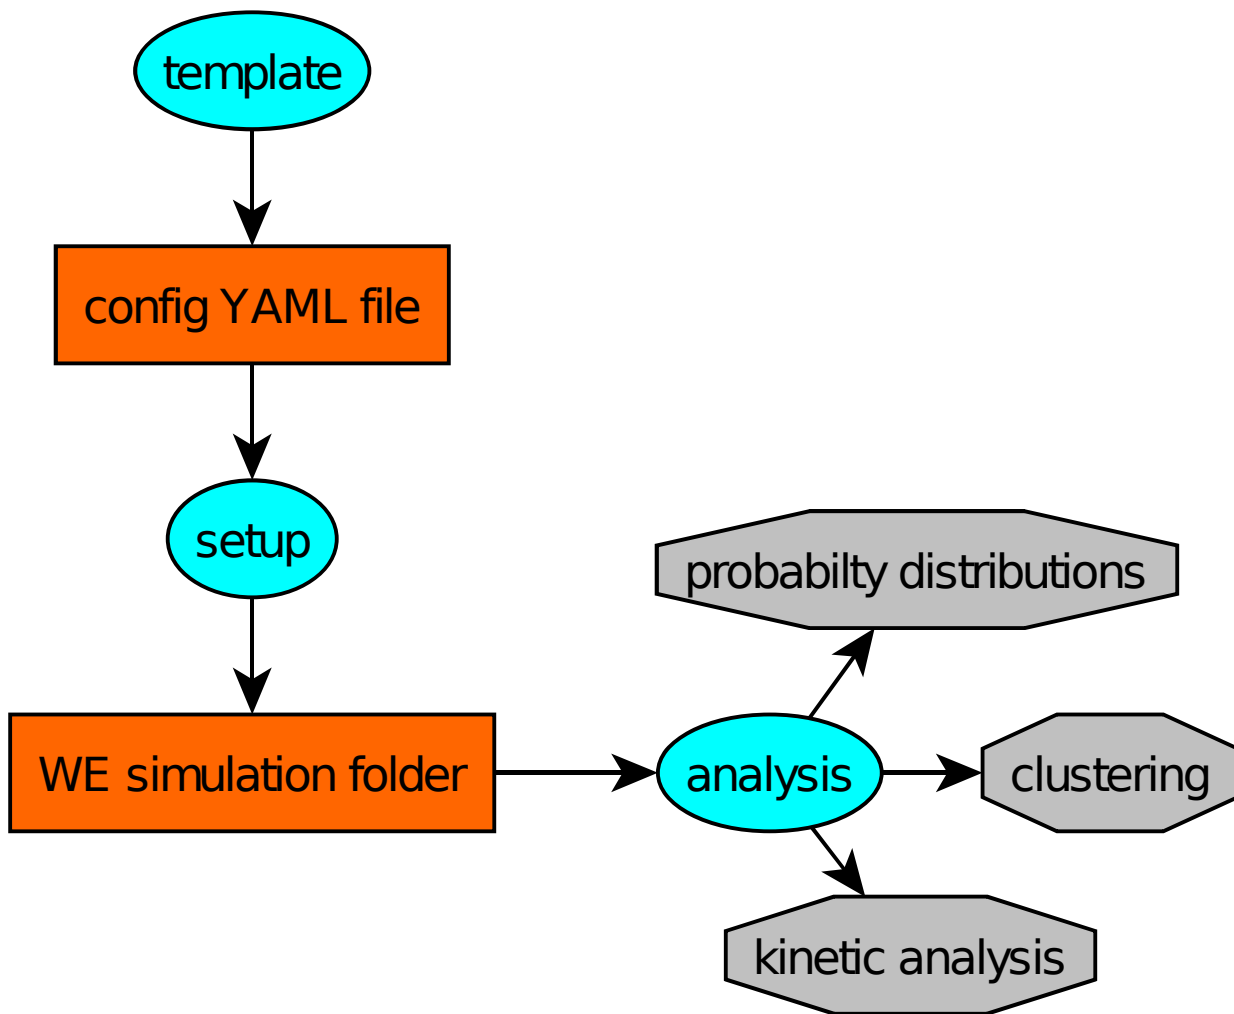 template
config YAML file
setup
probabilty distributions
WE simulation folder
analysis
clustering
kinetic analysis